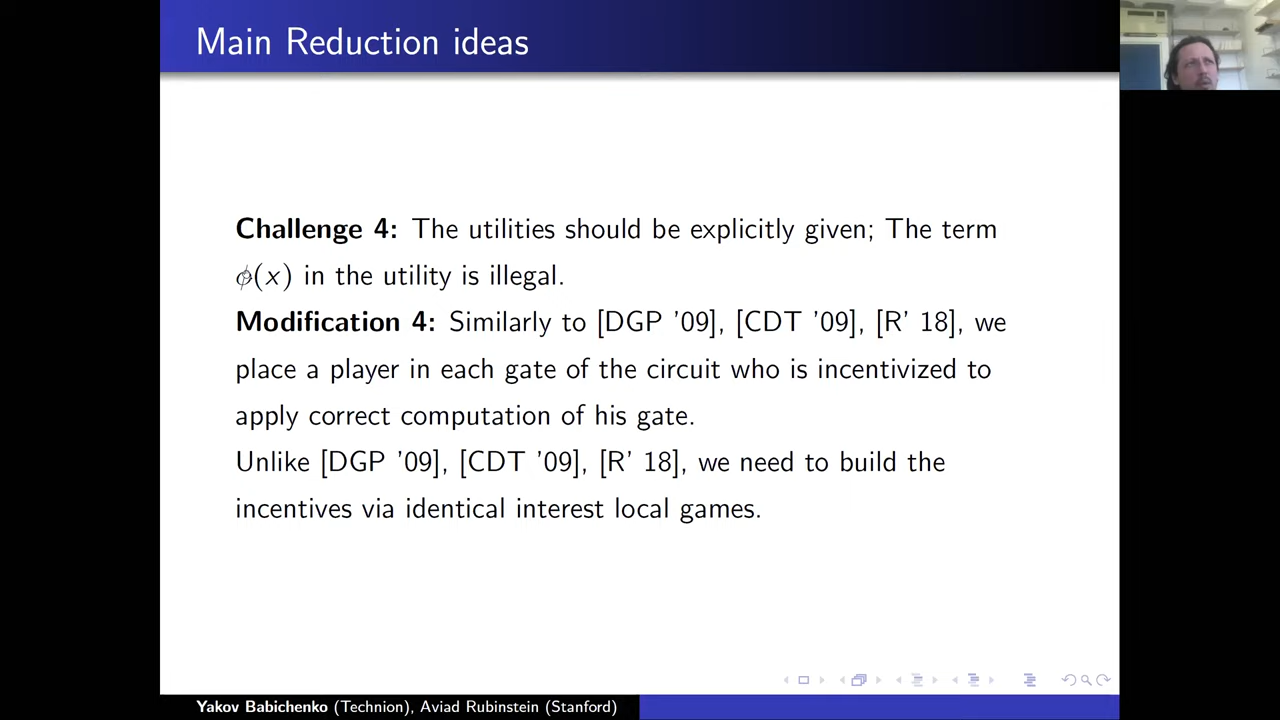 Main Reduction ideas
Challenge 4: The utilities should be explicitly given; The term
ϕ(x) in the utility is illegal.
Modification 4: Similarly to [DGP '09], [CDT '09], [R' 18], we
place a player in each gate of the circuit who is incentivized to
apply correct computation of his gate.
Unlike [DGP '09], [CDT '09], [R' 18], we need to build the
incentives via identical interest local games.
Yakov Babichenko (Technion), Aviad Rubinstein (Stanford)